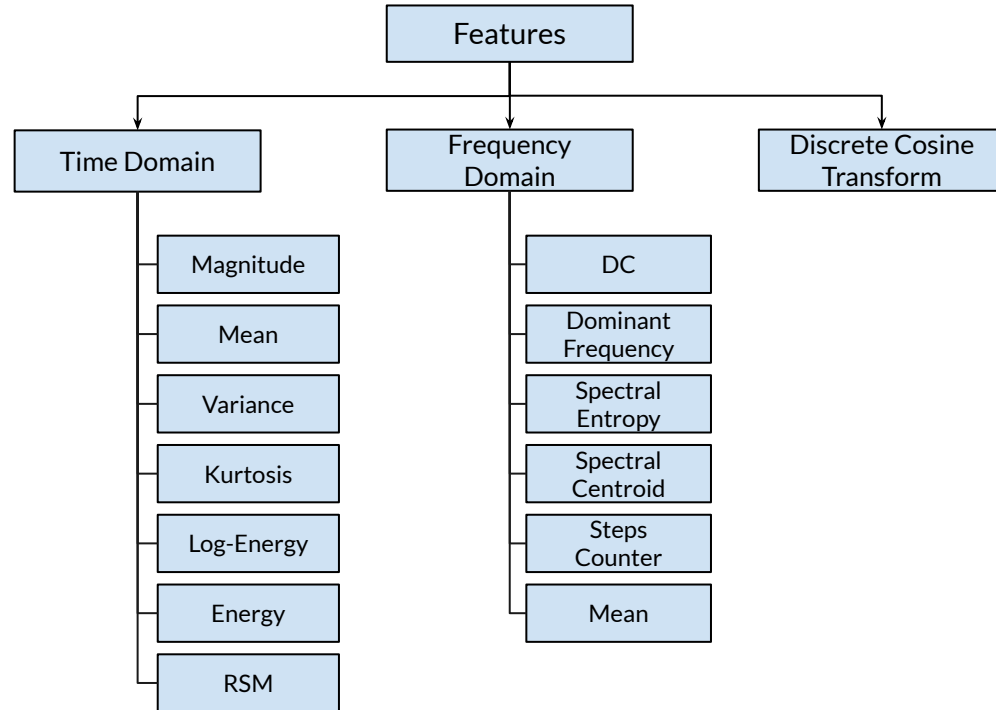 Features
Time Domain
Frequency
Domain
Discrete Cosine
Transform
Magnitude
Mean
Variance
Kurtosis
Log-Energy
Energy
RSM
DC
Dominant
Frequency
Spectral
Entropy
Spectral
Centroid
Steps
Counter
Mean